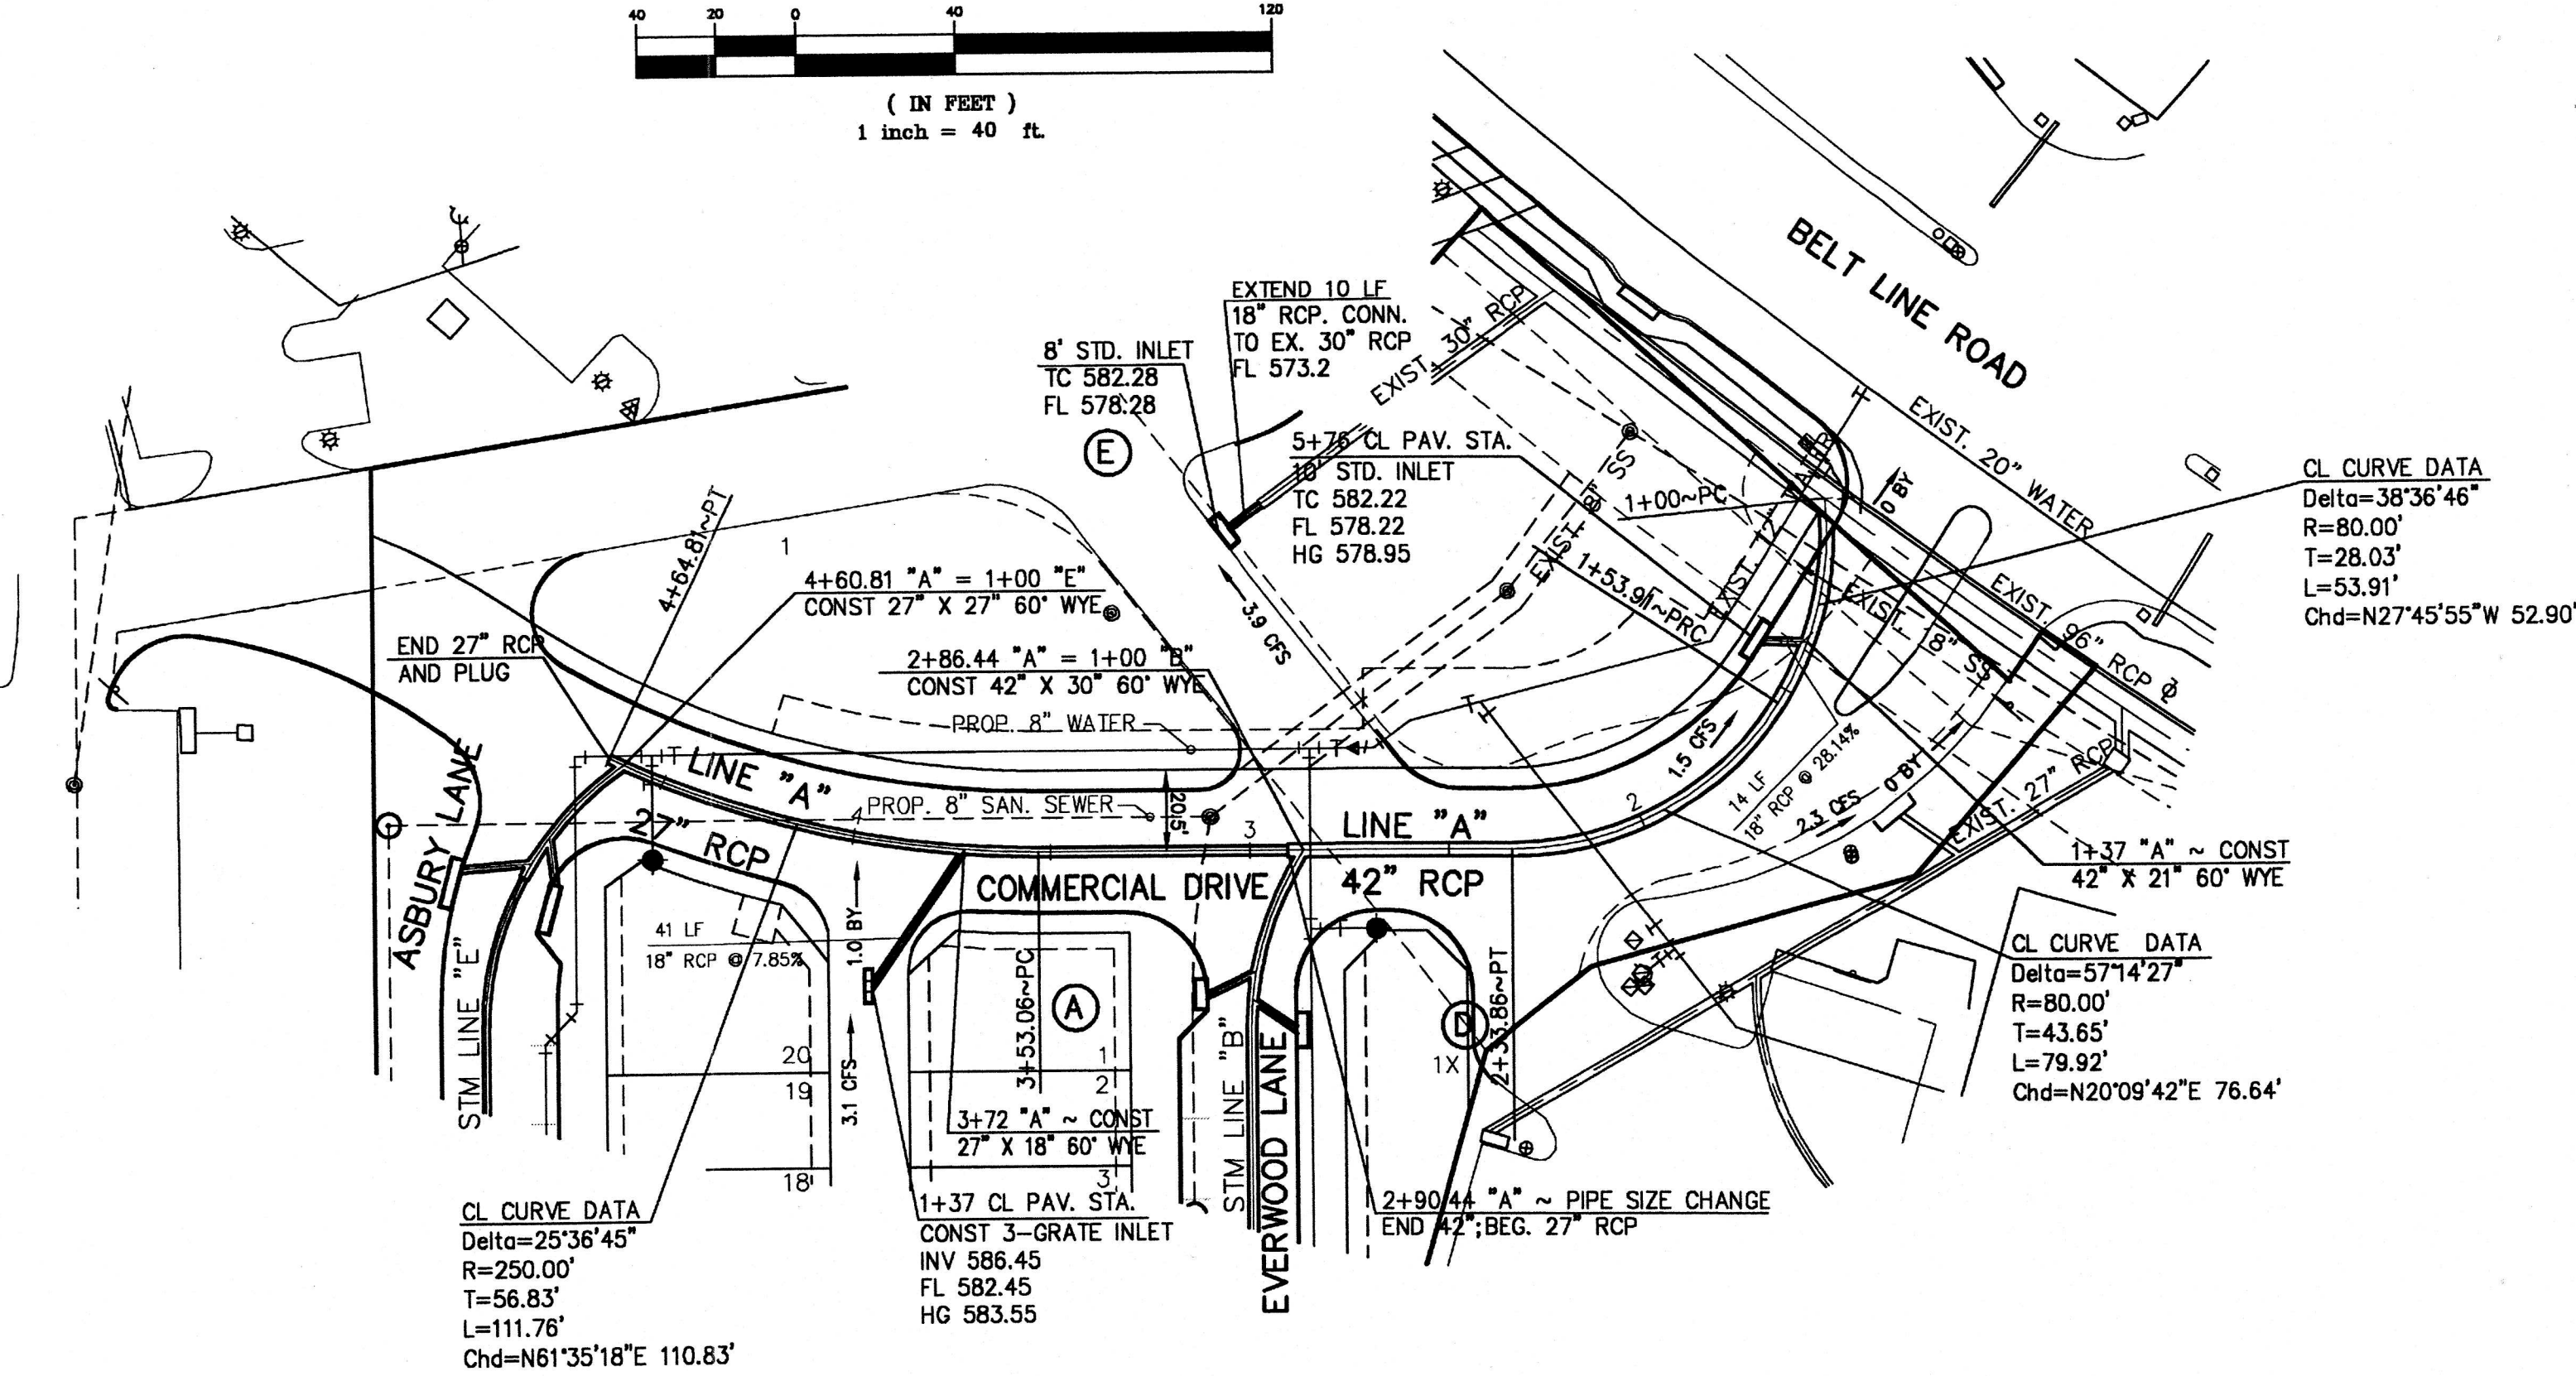 40 20 0 40 120
( IN FEET )
1 inch = 40 ft.
BELT LINE ROAD
EXTEND 10 LF
18" RCP. CONN.
TO EX. 30" RCP
FL 573.2
8' STD. INLET
TC 582.28
FL 578.28
E
EXIST. 30" RCP
5+76 CL PAV. STA.
10' STD. INLET
TC 582.22
FL 578.22
HG 578.95
EXIST. 8" SS
1+00~PC
0 BY
EXIST. 20" WATER
CL CURVE DATA
Delta=38°36'46"
R=80.00'
T=28.03'
L=53.91'
Chd=N27°45'55"W 52.90'
1
4+64.81~PT
4+60.81 "A" = 1+00 "E"
CONST 27" X 27" 60° WYE
3.9 CFS
1+53.91~PRC
EXIST. 12" WATER
EXIST. 18" SS
EXIST. 96" RCP
END 27" RCP
AND PLUG
2+86.44 "A" = 1+00 "B"
CONST 42" X 30" 60° WYE
PROP. 8" WATER
LINE "A"
PROP. 8" SAN. SEWER
20.5'
4
3
2
LINE "A"
1.5 CFS
14 LF
18" RCP @ 28.14%
2.3 CFS
0 BY
EXIST. 27" RCP
27" RCP
COMMERCIAL DRIVE
42" RCP
1+37 "A" ~ CONST
42" X 21" 60° WYE
ASBURY LANE
STM LINE "E"
41 LF
18" RCP @ 7.85%
1.0 BY
3.1 CFS
3+53.06~PC
A
D
1X
2+33.86~PT
CL CURVE DATA
Delta=57°14'27"
R=80.00'
T=43.65'
L=79.92'
Chd=N20°09'42"E 76.64'
20
19
18
1
2
3
3+72 "A" ~ CONST
27" X 18" 60° WYE
STM LINE "B"
EVERWOOD LANE
CL CURVE DATA
Delta=25°36'45"
R=250.00'
T=56.83'
L=111.76'
Chd=N61°35'18"E 110.83'
1+37 CL PAV. STA.
CONST 3-GRATE INLET
INV 586.45
FL 582.45
HG 583.55
2+90.44 "A" ~ PIPE SIZE CHANGE
END 42";BEG. 27" RCP